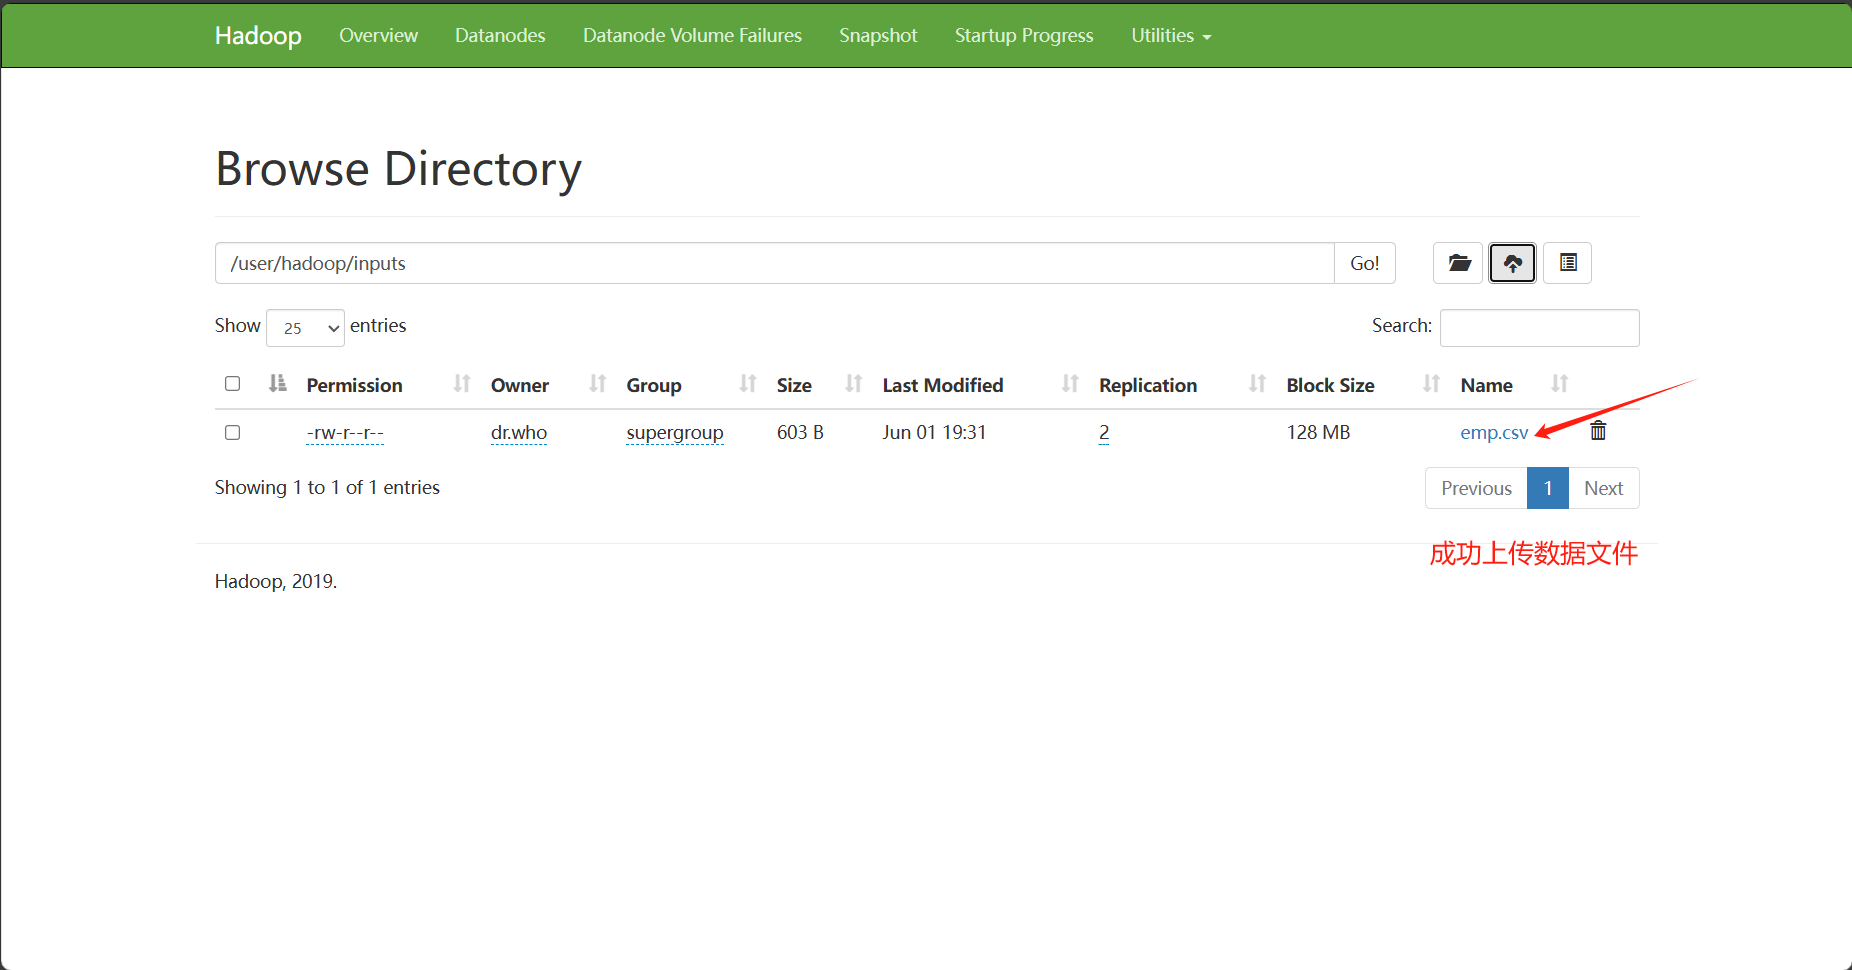 Hadoop Overview Datanodes Datanode Volume Failures Snapshot Startup Progress Utilities
Browse Directory
/user/hadoop/inputs Go!
Show 25 entries Search:
Permission Owner Group Size Last Modified Replication Block Size Name
-rw-r--r-- dr.who supergroup 603 B Jun 01 19:31 2 128 MB emp.csv
Showing 1 to 1 of 1 entries Previous 1 Next
成功上传数据文件
Hadoop, 2019.